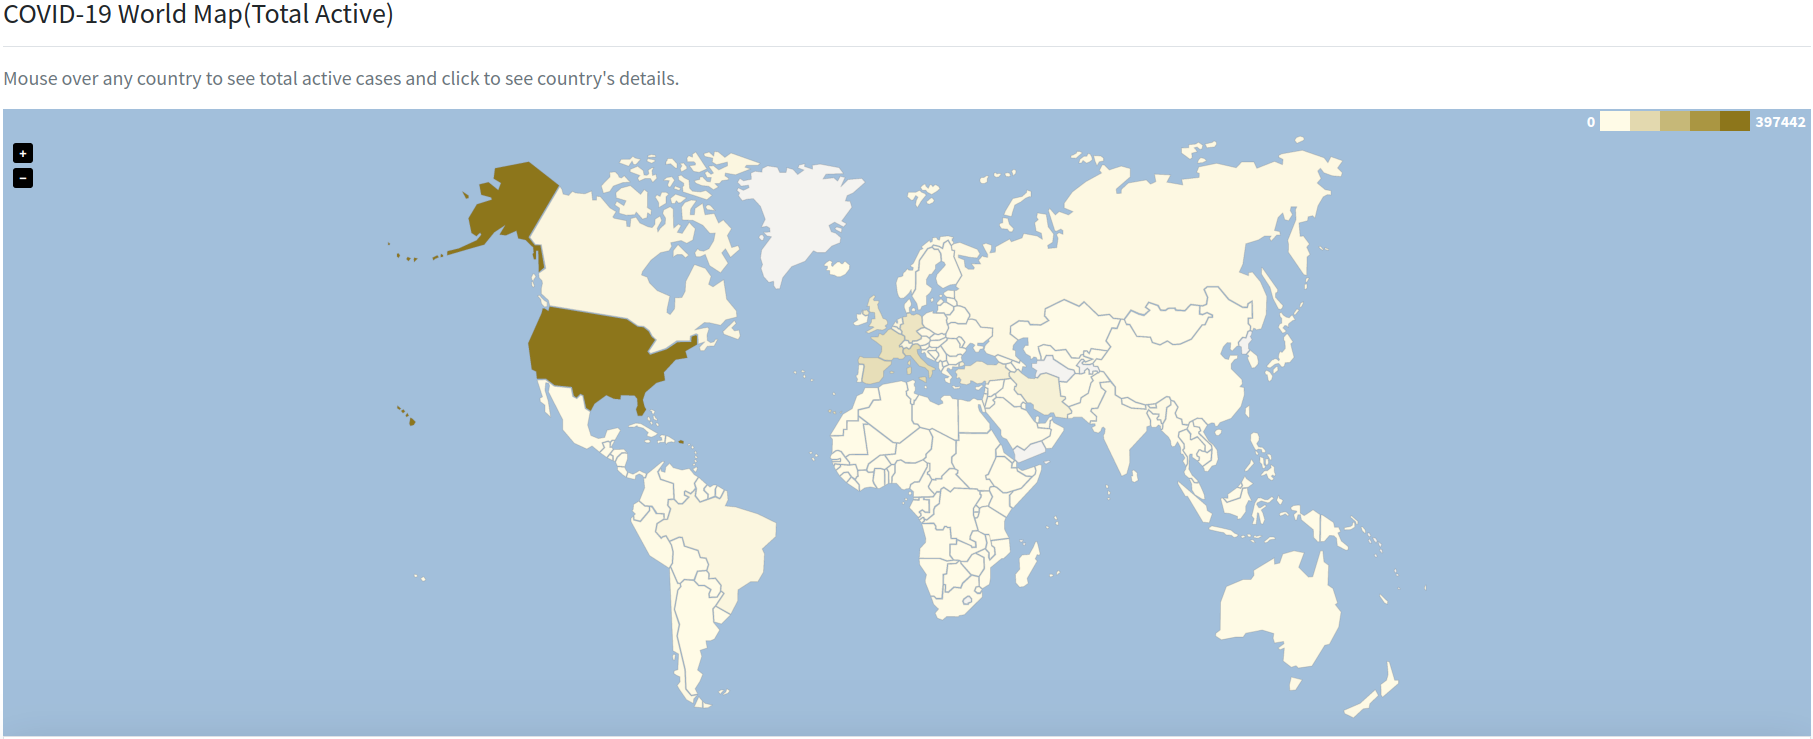 COVID-19 World Map(Total Active)
Mouse over any country to see total active cases and click to see country's details.
0 397442
+
−